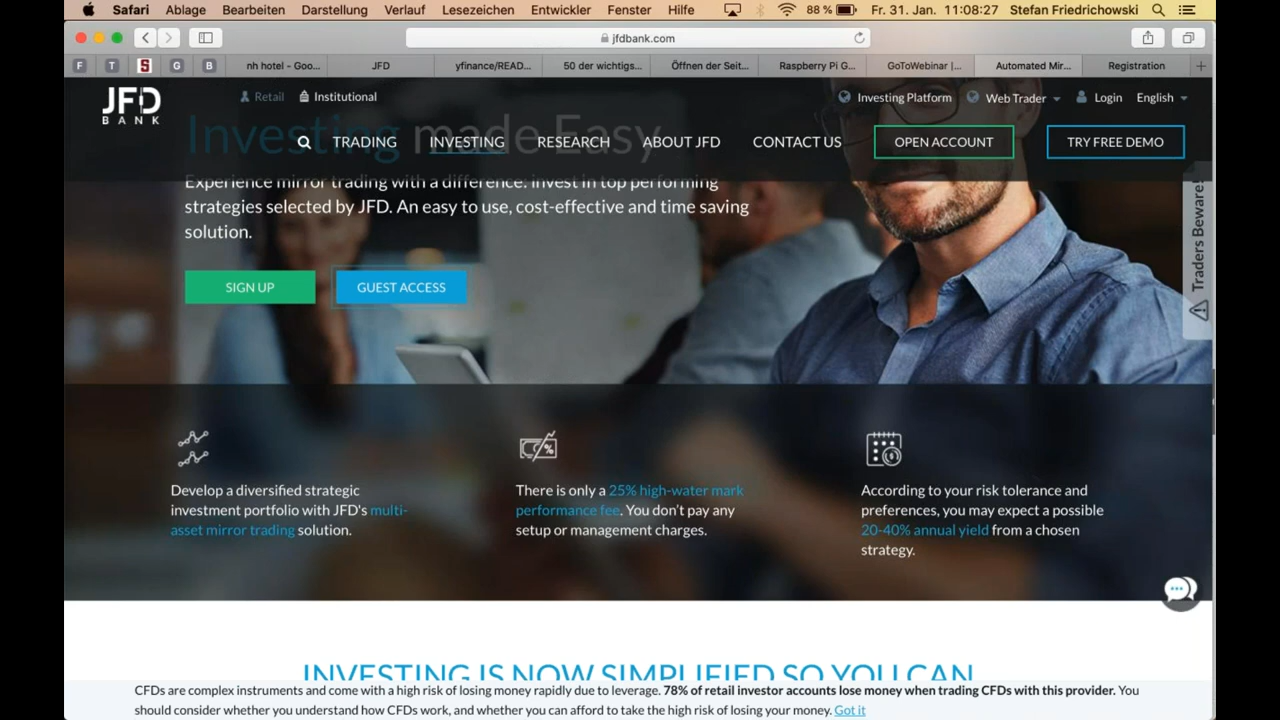 Safari Ablage Bearbeiten Darstellung Verlauf Lesezeichen Entwickler Fenster Hilfe 88 % Fr. 31. Jan. 11:08:27 Stefan Friedrichowski
jfdbank.com
F T S G B nh hotel - Goo... JFD yfinance/READ... 50 der wichtigs... Öffnen der Seit... Raspberry Pi G... GoToWebinar |... Automated Mir... Registration
JFD
BANK
Retail Institutional Investing Platform Web Trader Login English
TRADING INVESTING RESEARCH ABOUT JFD CONTACT US OPEN ACCOUNT TRY FREE DEMO
Investing made Easy
Experience mirror trading with a difference: invest in top performing
strategies selected by JFD. An easy to use, cost-effective and time saving
solution.
SIGN UP GUEST ACCESS
Traders Beware!
Develop a diversified strategic
investment portfolio with JFD's multi-
asset mirror trading solution.
There is only a 25% high-water mark
performance fee. You don't pay any
setup or management charges.
According to your risk tolerance and
preferences, you may expect a possible
20-40% annual yield from a chosen
strategy.
INVESTING IS NOW SIMPLIFIED SO YOU CAN
CFDs are complex instruments and come with a high risk of losing money rapidly due to leverage. 78% of retail investor accounts lose money when trading CFDs with this provider. You
should consider whether you understand how CFDs work, and whether you can afford to take the high risk of losing your money. Got it